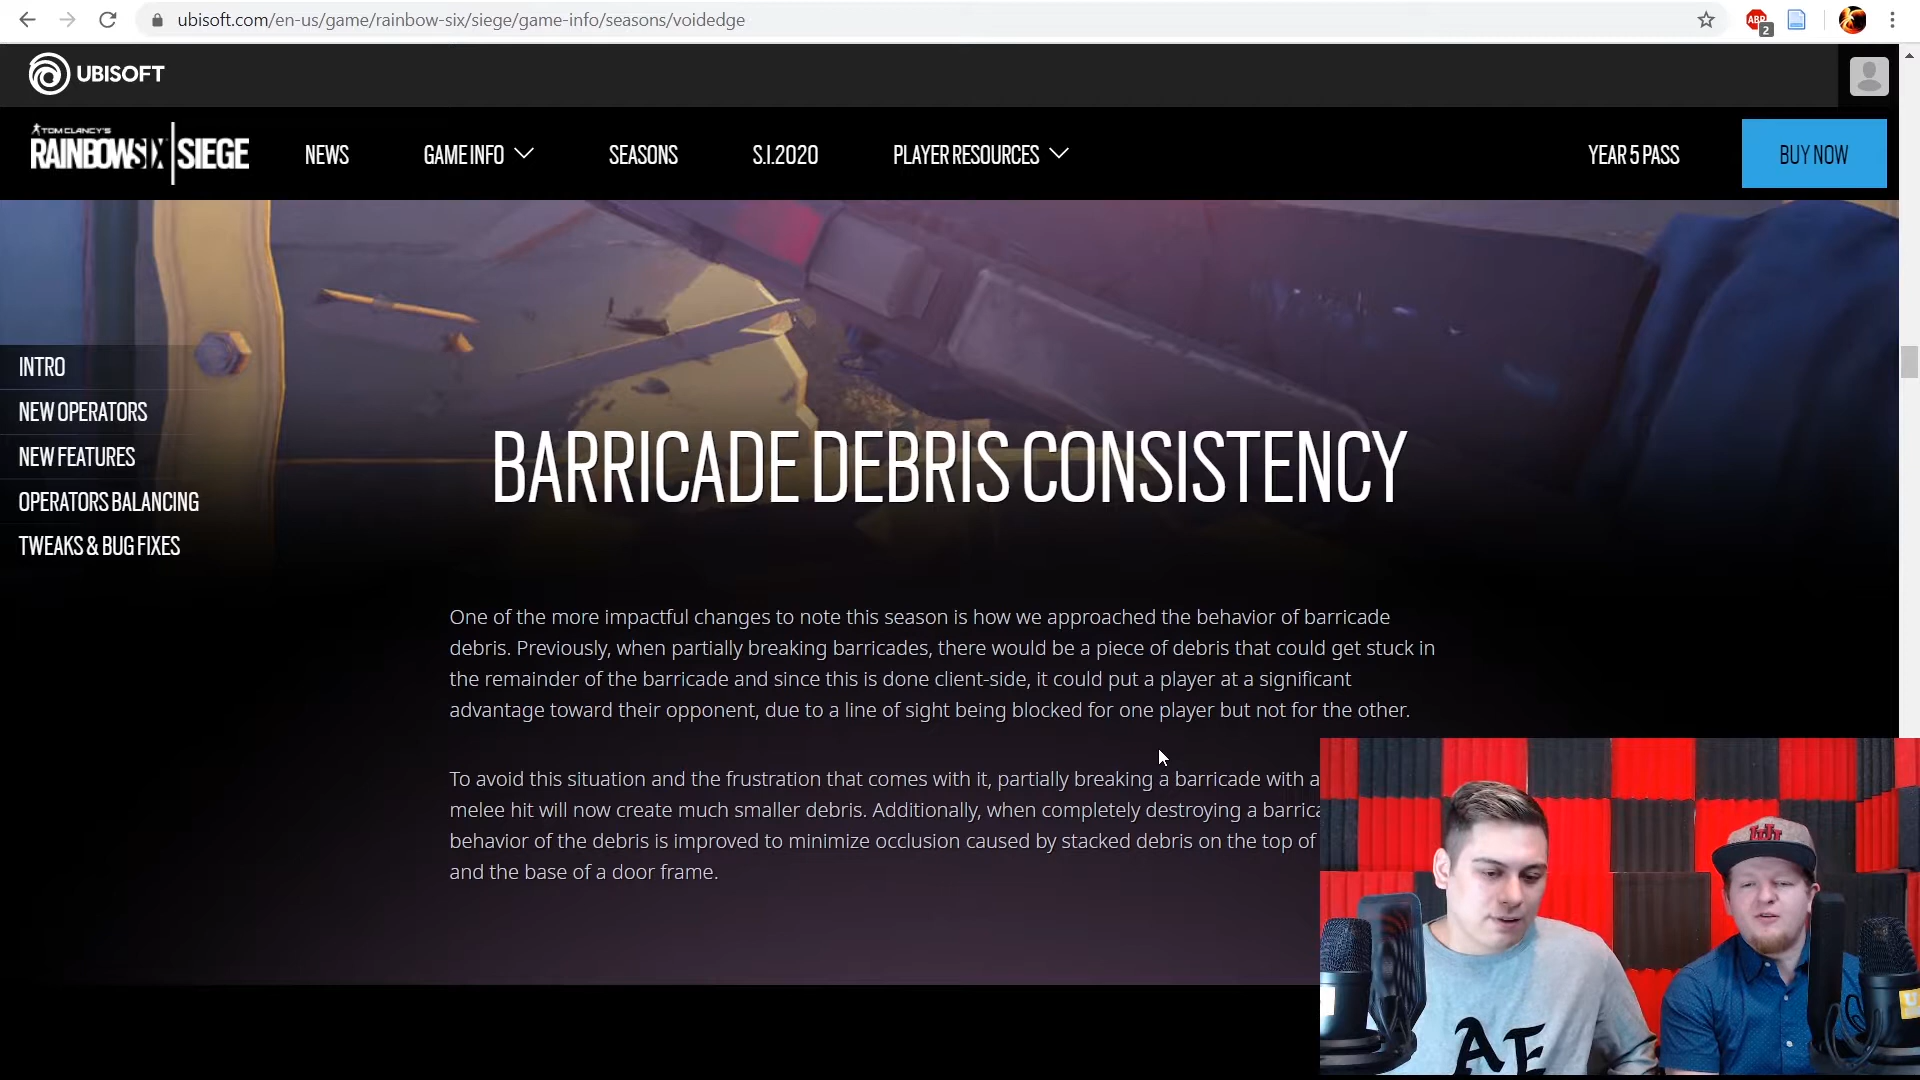 ubisoft.com/en-us/game/rainbow-six/siege/game-info/seasons/voidedge
ABP
2
UBISOFT
TOM CLANCY'S
RAINBOWSIX | SIEGE
NEWS
GAME INFO
SEASONS
S.I.2020
PLAYER RESOURCES
YEAR 5 PASS
BUY NOW
INTRO
NEW OPERATORS
NEW FEATURES
OPERATORS BALANCING
TWEAKS & BUG FIXES
BARRICADE DEBRIS CONSISTENCY
One of the more impactful changes to note this season is how we approached the behavior of barricade
debris. Previously, when partially breaking barricades, there would be a piece of debris that could get stuck in
the remainder of the barricade and since this is done client-side, it could put a player at a significant
advantage toward their opponent, due to a line of sight being blocked for one player but not for the other.
To avoid this situation and the frustration that comes with it, partially breaking a barricade with a
melee hit will now create much smaller debris. Additionally, when completely destroying a barrica
behavior of the debris is improved to minimize occlusion caused by stacked debris on the top of
and the base of a door frame.
AE